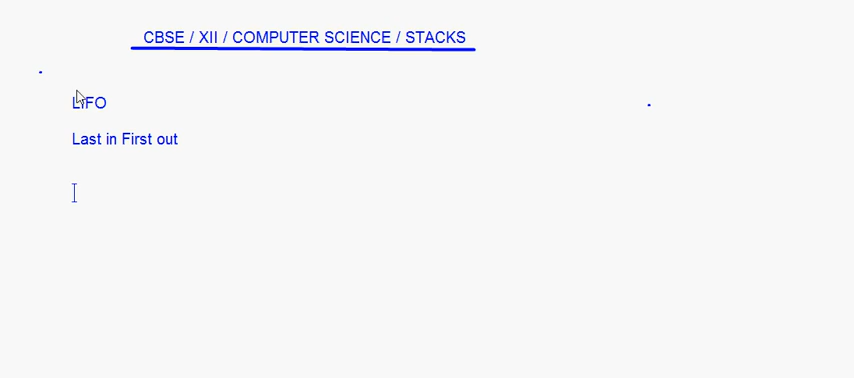 CBSE / XII / COMPUTER SCIENCE / STACKS
LIFO
Last in First out